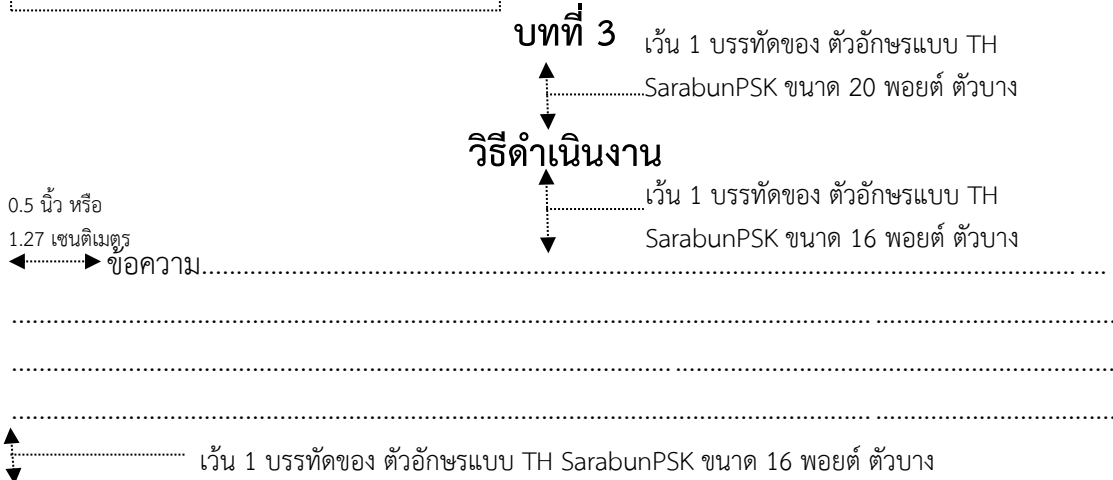 บทที่ 3
เว้น 1 บรรทัดของ ตัวอักษรแบบ TH
SarabunPSK ขนาด 20 พอยต์ ตัวบาง
วิธีดำเนินงาน
เว้น 1 บรรทัดของ ตัวอักษรแบบ TH
SarabunPSK ขนาด 16 พอยต์ ตัวบาง
0.5 นิ้ว หรือ
1.27 เซนติเมตร
ข้อความ................................................................................................................................
................................................................................................................................................
................................................................................................................................................
................................................................................................................................................
เว้น 1 บรรทัดของ ตัวอักษรแบบ TH SarabunPSK ขนาด 16 พอยต์ ตัวบาง